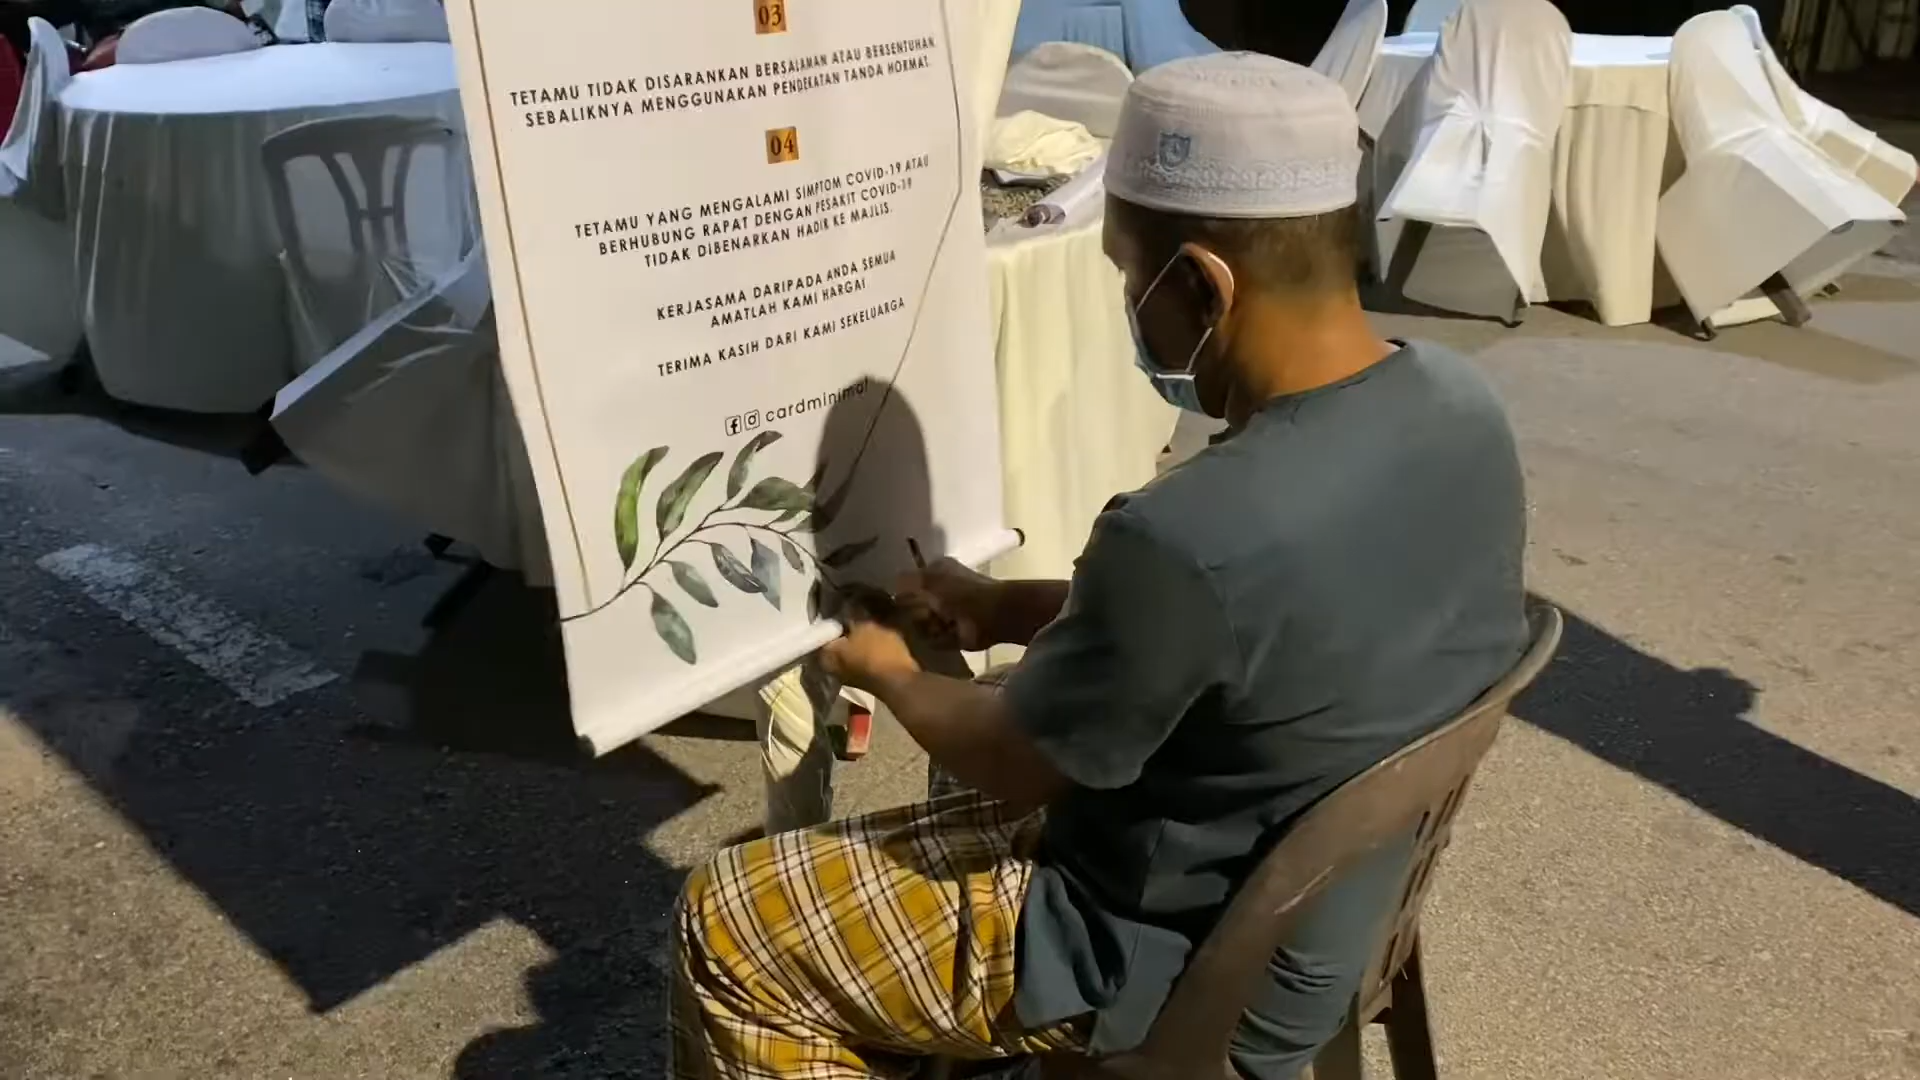 03
TETAMU TIDAK DISARANKAN BERSALAMAN ATAU BERSENTUHAN.
SEBALIKNYA MENGGUNAKAN PENDEKATAN TANDA HORMAT.
04
TETAMU YANG MENGALAMI SIMPTOM COVID-19 ATAU
BERHUBUNG RAPAT DENGAN PESAKIT COVID-19
TIDAK DIBENARKAN HADIR KE MAJLIS.
KERJASAMA DARIPADA ANDA SEMUA
AMATLAH KAMI HARGAI
TERIMA KASIH DARI KAMI SEKELUARGA
cardminimal